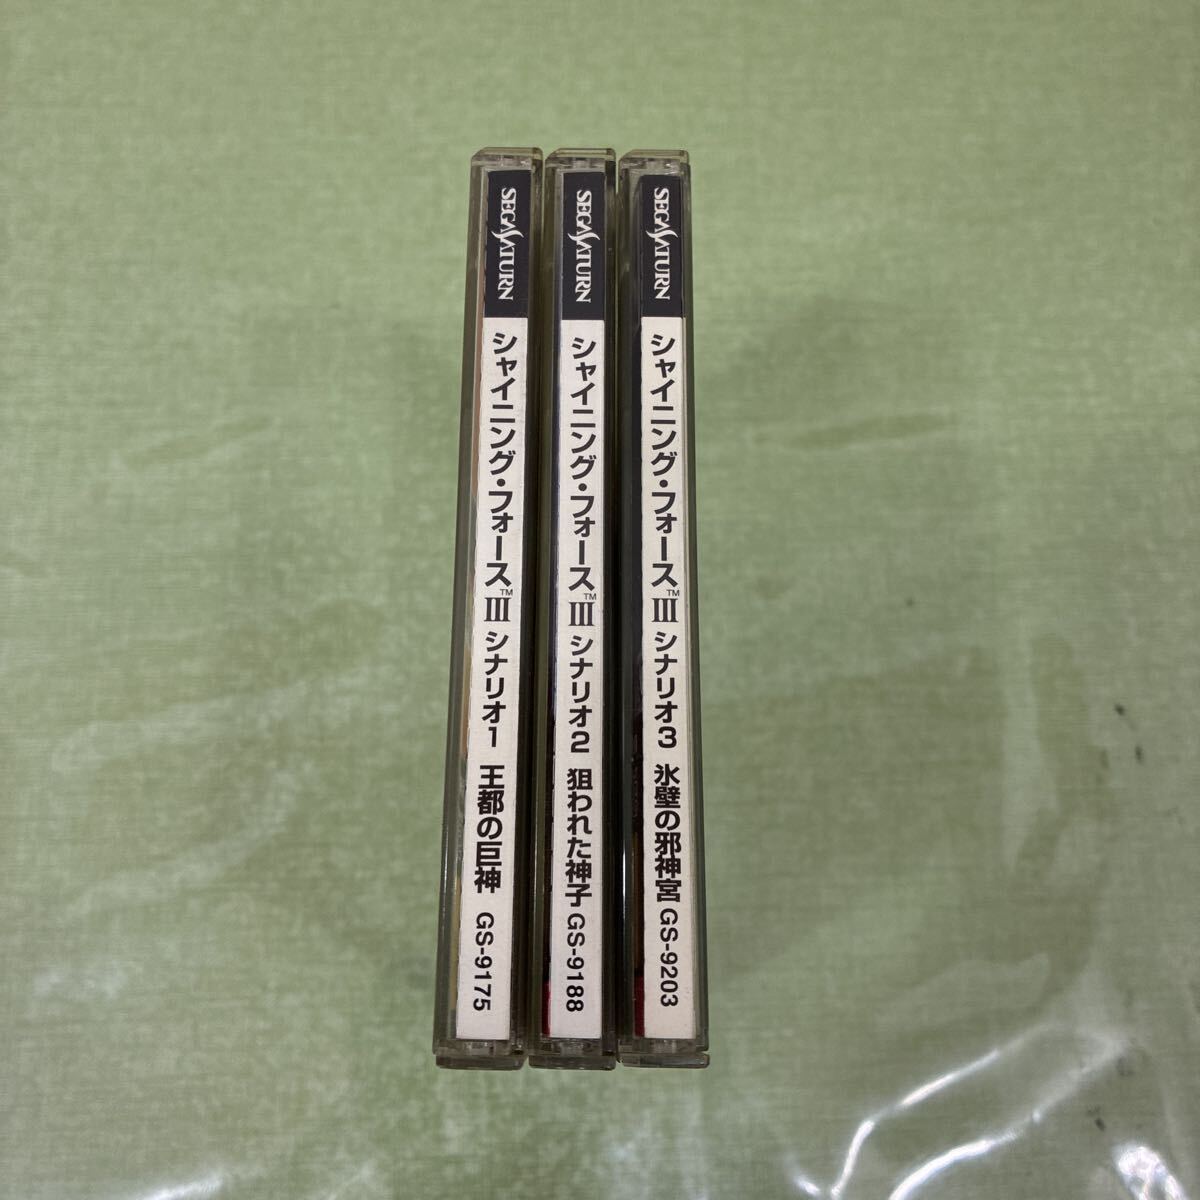 SEGA SATURN
シャイニング・フォース™ III シナリオ1 王都の巨神 GS-9175
SEGA SATURN
シャイニング・フォース™ III シナリオ2 狙われた神子 GS-9188
SEGA SATURN
シャイニング・フォース™ III シナリオ3 氷壁の邪神宮 GS-9203